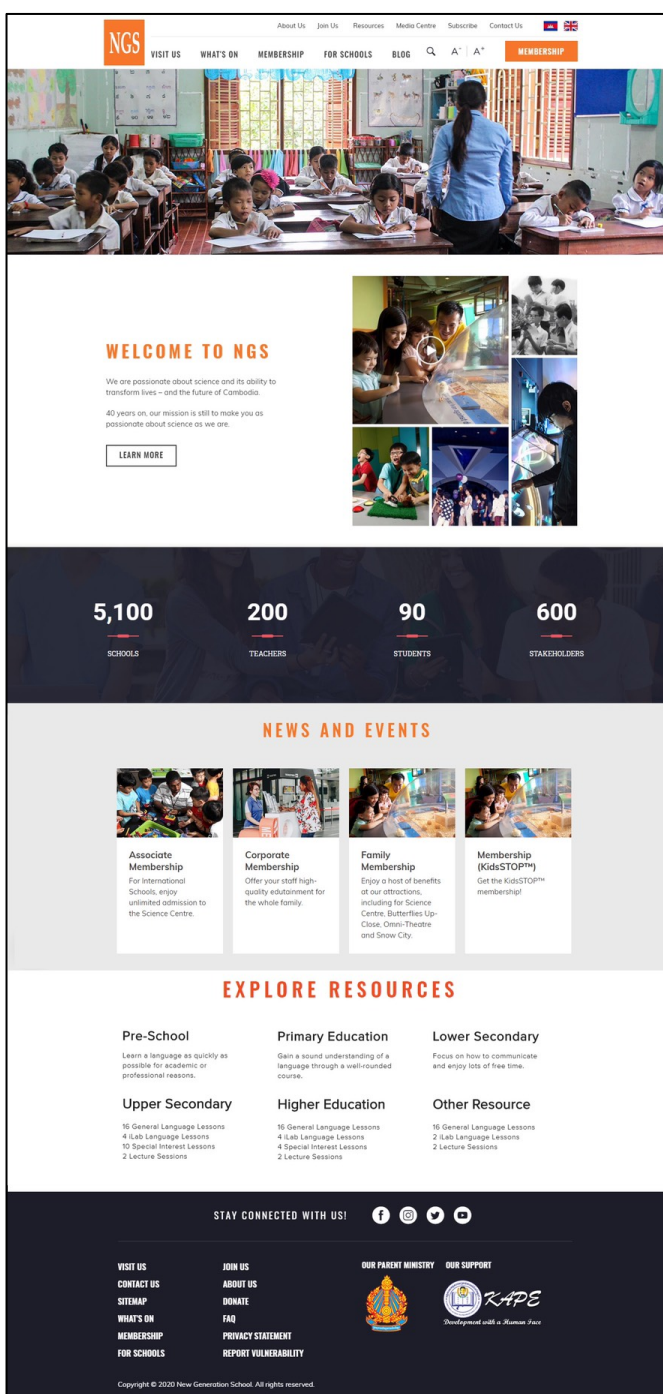 About Us Join Us Resources Media Centre Subscribe Contact Us
NGS
VISIT US WHAT'S ON MEMBERSHIP FOR SCHOOLS BLOG A- A+ MEMBERSHIP
WELCOME TO NGS
We are passionate about science and its ability to
transform lives – and the future of Cambodia.
40 years on, our mission is still to make you as
passionate about science as we are.
LEARN MORE
5,100 200 90 600
SCHOOLS TEACHERS STUDENTS STAKEHOLDERS
NEWS AND EVENTS
Associate
Membership
For International
Schools, enjoy
unlimited admission to
the Science Centre.
Corporate
Membership
Offer your staff high-
quality edutainment for
the whole family.
Family
Membership
Enjoy a host of benefits
at our attractions,
including for Science
Centre, Butterflies Up-
Close, Omni-Theatre
and Snow City.
Membership
(KidsSTOP™)
Get the KidsSTOP™
membership!
EXPLORE RESOURCES
Pre-School
Learn a language as quickly as
possible for academic or
professional reasons.
Primary Education
Gain a sound understanding of a
language through a well-rounded
course.
Lower Secondary
Focus on how to communicate
and enjoy lots of free time.
Upper Secondary
16 General Language Lessons
4 iLab Language Lessons
10 Special Interest Lessons
2 Lecture Sessions
Higher Education
16 General Language Lessons
4 iLab Language Lessons
4 Special Interest Lessons
2 Lecture Sessions
Other Resource
16 General Language Lessons
2 iLab Language Lessons
2 Lecture Sessions
STAY CONNECTED WITH US!
VISIT US
CONTACT US
SITEMAP
WHAT'S ON
MEMBERSHIP
FOR SCHOOLS
JOIN US
ABOUT US
DONATE
FAQ
PRIVACY STATEMENT
REPORT VULNERABILITY
OUR PARENT MINISTRY
OUR SUPPORT
KAPE
Development with a Human Face
Copyright © 2020 New Generation School. All rights reserved.